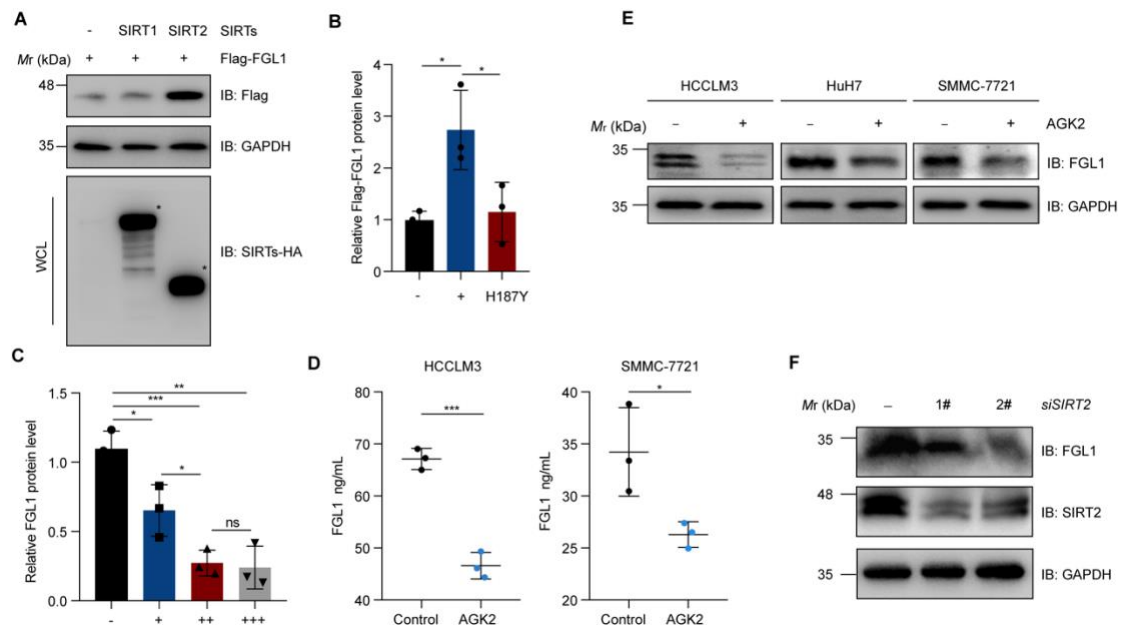 A
- SIRT1 SIRT2 SIRTs
Mr (kDa) + + + Flag-FGL1
48
IB: Flag
35
IB: GAPDH
WCL
*
*
IB: SIRTs-HA
B
Relative Flag-FGL1 protein level
* *
4
3
2
1
0
- + H187Y
C
Relative FGL1 protein level
**
***
*
*
ns
1.5
1.0
0.5
0.0
- + ++ +++
D
HCCLM3
FGL1 ng/mL
***
80
70
60
50
40
Control AGK2
SMMC-7721
FGL1 ng/mL
*
40
35
30
25
20
Control AGK2
E
HCCLM3 HuH7 SMMC-7721
Mr (kDa) – + – + – + AGK2
35
IB: FGL1
35
IB: GAPDH
F
Mr (kDa) – 1# 2# siSIRT2
35
IB: FGL1
48
IB: SIRT2
35
IB: GAPDH